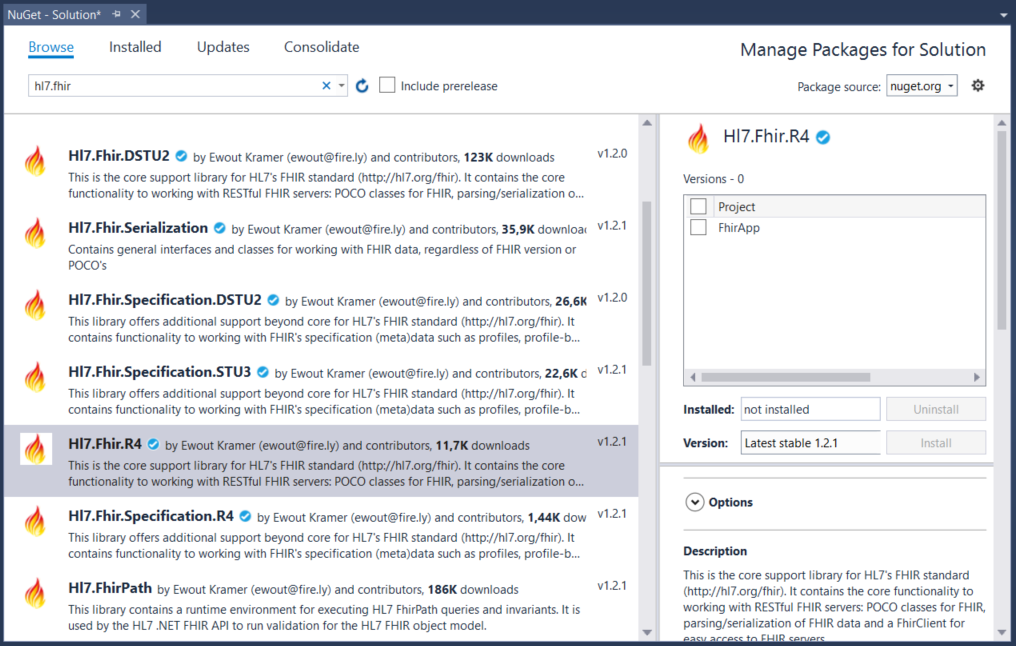 NuGet - Solution*
Browse Installed Updates Consolidate
Manage Packages for Solution
hl7.fhir
Include prerelease
Package source: nuget.org
Hl7.Fhir.DSTU2 by Ewout Kramer (ewout@fire.ly) and contributors, 123K downloads v1.2.0
This is the core support library for HL7's FHIR standard (http://hl7.org/fhir). It contains the core
functionality to working with RESTful FHIR servers: POCO classes for FHIR, parsing/serialization o...
Hl7.Fhir.Serialization by Ewout Kramer (ewout@fire.ly) and contributors, 35,9K downloa v1.2.1
Contains general interfaces and classes for working with FHIR data, regardless of FHIR version or
POCO's
Hl7.Fhir.Specification.DSTU2 by Ewout Kramer (ewout@fire.ly) and contributors, 26,6K v1.2.0
This library offers additional support beyond core for HL7's FHIR standard (http://hl7.org/fhir). It
contains functionality to working with FHIR's specification (meta)data such as profiles, profile-b...
Hl7.Fhir.Specification.STU3 by Ewout Kramer (ewout@fire.ly) and contributors, 22,6K d v1.2.1
This library offers additional support beyond core for HL7's FHIR standard (http://hl7.org/fhir). It
contains functionality to working with FHIR's specification (meta)data such as profiles, profile-b...
Hl7.Fhir.R4 by Ewout Kramer (ewout@fire.ly) and contributors, 11,7K downloads v1.2.1
This is the core support library for HL7's FHIR standard (http://hl7.org/fhir). It contains the core
functionality to working with RESTful FHIR servers: POCO classes for FHIR, parsing/serialization o...
Hl7.Fhir.Specification.R4 by Ewout Kramer (ewout@fire.ly) and contributors, 1,44K dow v1.2.1
This library offers additional support beyond core for HL7's FHIR standard (http://hl7.org/fhir). It
contains functionality to working with FHIR's specification (meta)data such as profiles, profile-b...
Hl7.FhirPath by Ewout Kramer (ewout@fire.ly) and contributors, 186K downloads v1.2.1
This library contains a runtime environment for executing HL7 FhirPath queries and invariants. It is
used by the HL7 .NET FHIR API to run validation for the HL7 FHIR object model.
Hl7.Fhir.R4
Versions - 0
Project
FhirApp
Installed: not installed Uninstall
Version: Latest stable 1.2.1 Install
Options
Description
This is the core support library for HL7's FHIR standard
(http://hl7.org/fhir). It contains the core functionality to
working with RESTful FHIR servers: POCO classes for FHIR,
parsing/serialization of FHIR data and a FhirClient for
easy access to FHIR servers